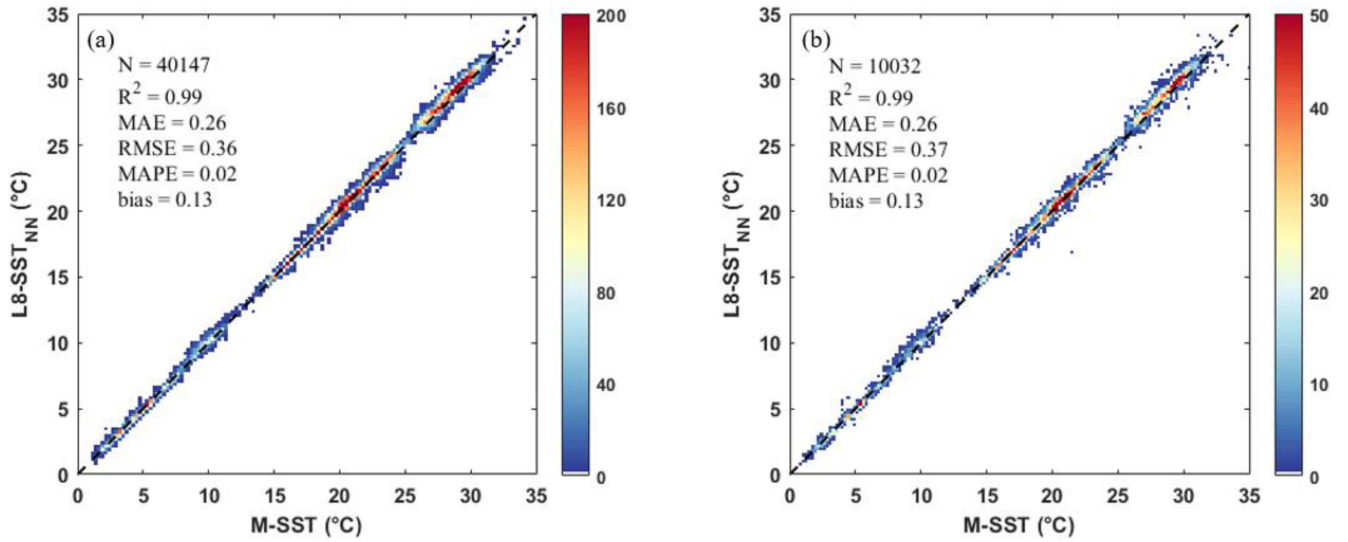 (a)
N = 40147
R² = 0.99
MAE = 0.26
RMSE = 0.36
MAPE = 0.02
bias = 0.13
35
30
25
20
15
10
5
0
L8-SST_NN (°C)
0 5 10 15 20 25 30 35
M-SST (°C)
200
160
120
80
40
0
(b)
N = 10032
R² = 0.99
MAE = 0.26
RMSE = 0.37
MAPE = 0.02
bias = 0.13
35
30
25
20
15
10
5
0
L8-SST_NN (°C)
0 5 10 15 20 25 30 35
M-SST (°C)
50
40
30
20
10
0